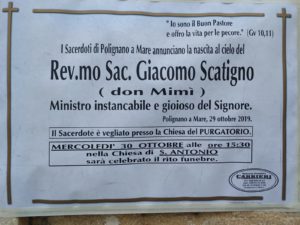 "Io sono il Buon Pastore
e offro la vita per le pecore." (Gv 10,11)
I Sacerdoti di Polignano a Mare annunciano la nascita al cielo del
Rev.mo Sac. Giacomo Scatigno
( don Mimì )
Ministro instancabile e gioioso del Signore.
Polignano a Mare, 29 ottobre 2019.
Il Sacerdote è vegliato presso la Chiesa del PURGATORIO.
MERCOLEDI' 30 OTTOBRE alle ore 15:30
nella Chiesa di S. ANTONIO
sarà celebrato il rito funebre.
CARRIERI